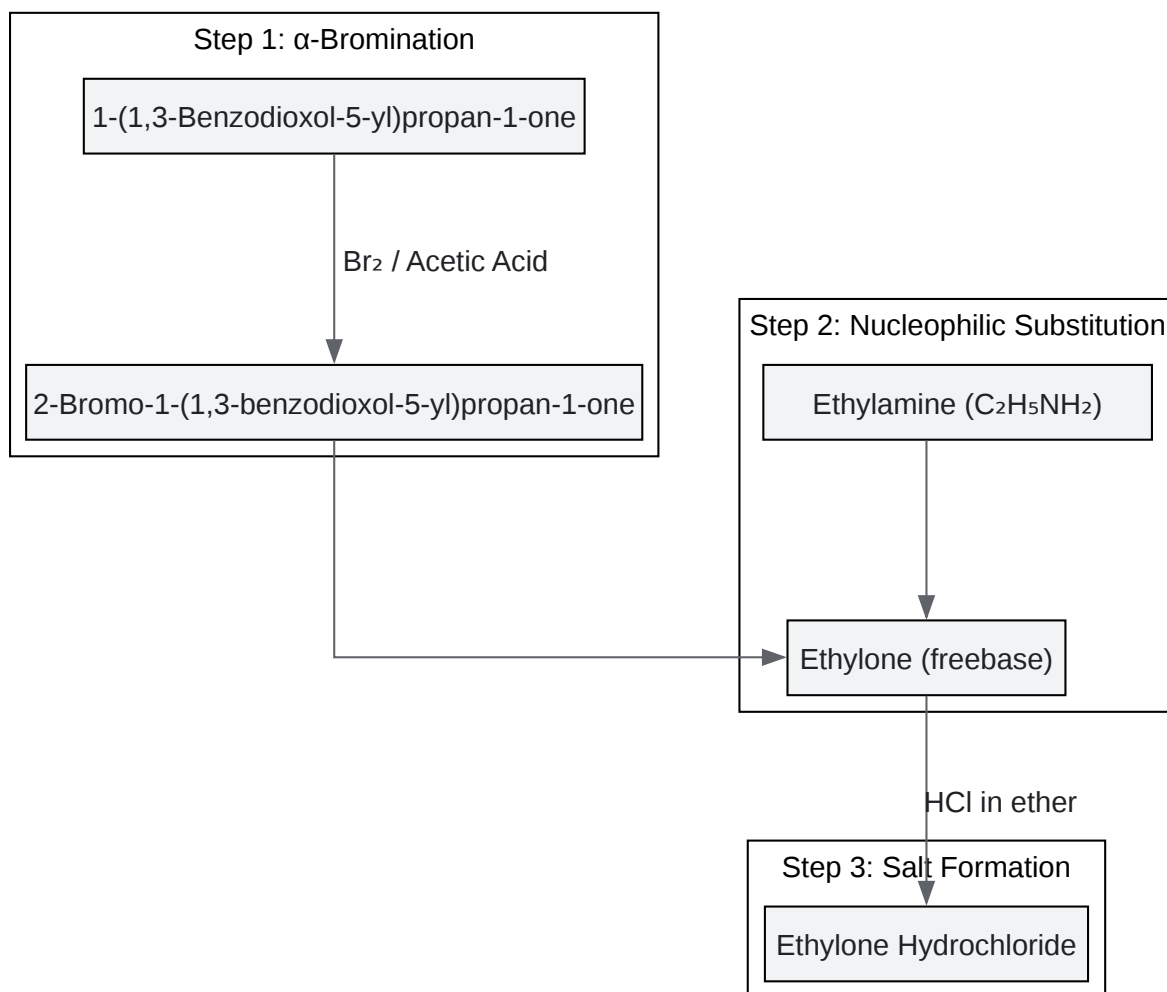 Step 1: α-Bromination
1-(1,3-Benzodioxol-5-yl)propan-1-one
Br₂ / Acetic Acid
2-Bromo-1-(1,3-benzodioxol-5-yl)propan-1-one
Step 2: Nucleophilic Substitution
Ethylamine (C₂H₅NH₂)
Ethylone (freebase)
HCl in ether
Step 3: Salt Formation
Ethylone Hydrochloride